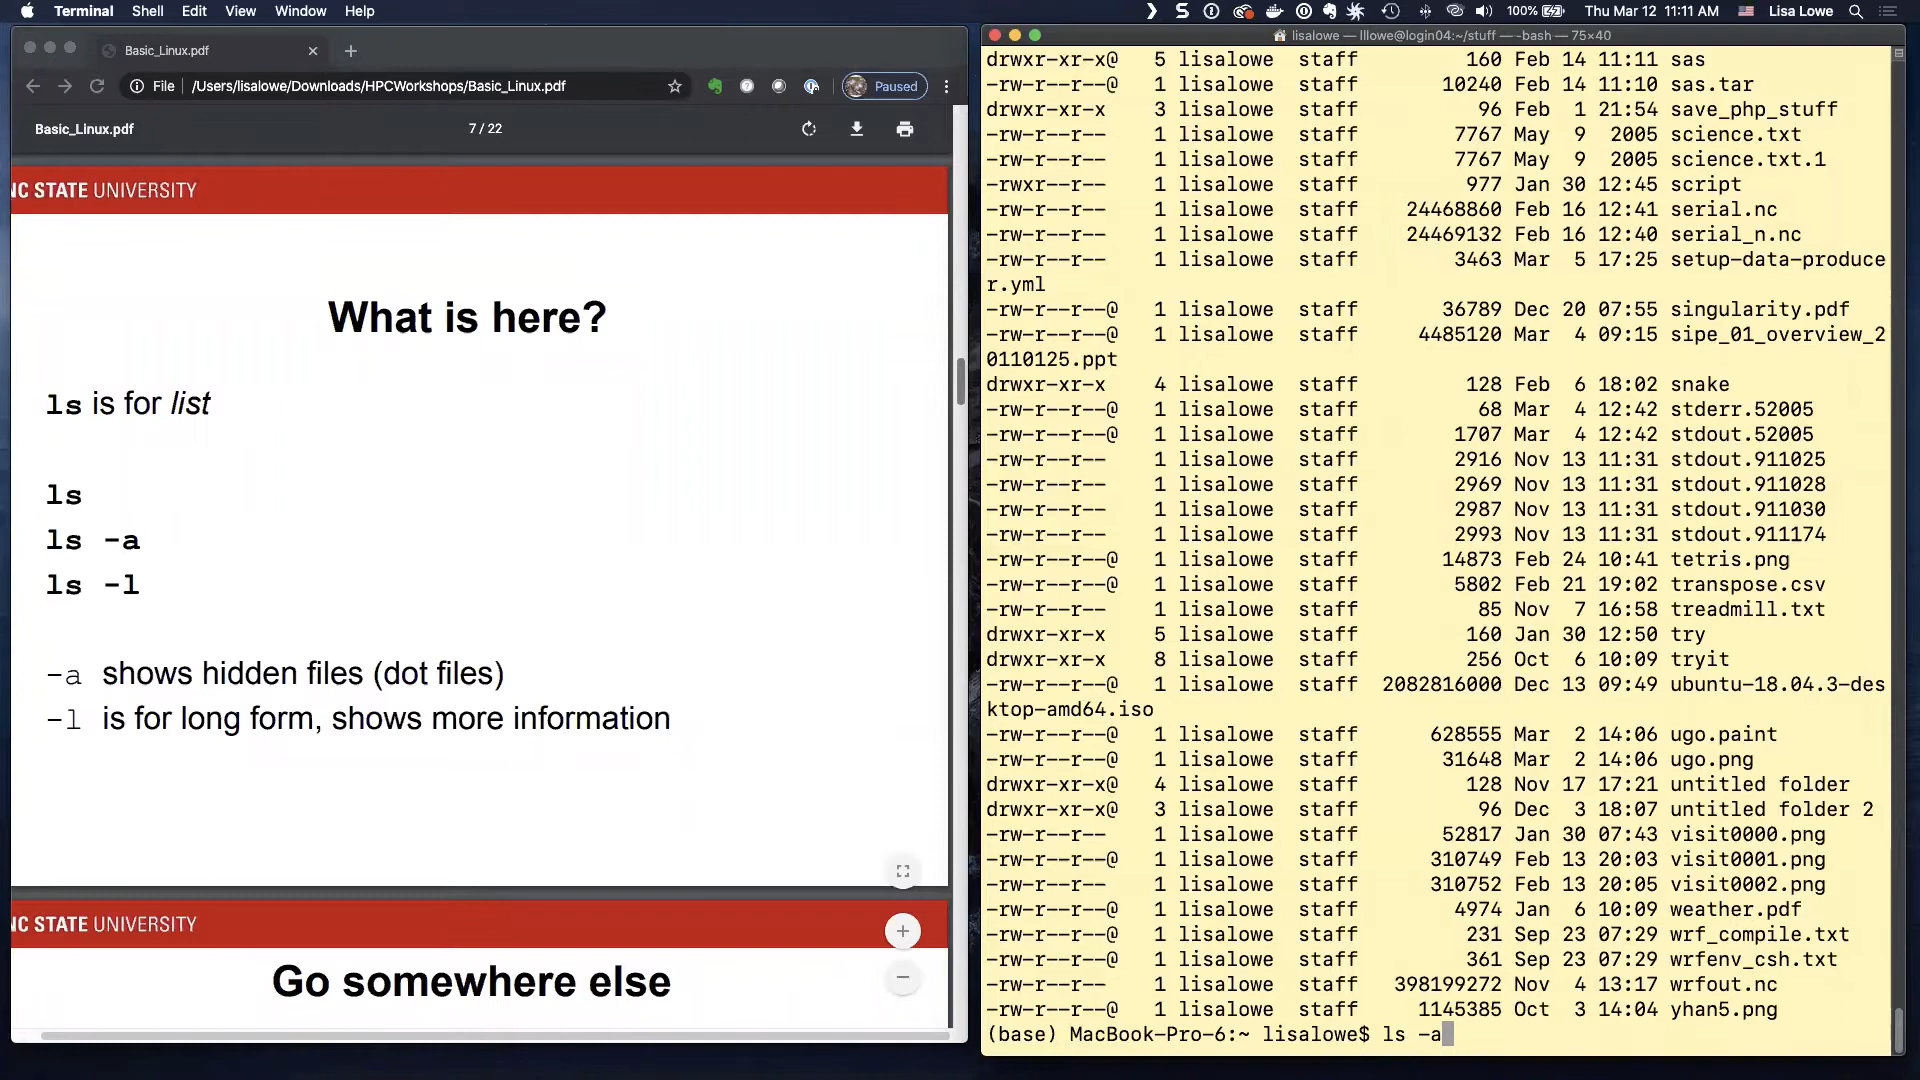 Terminal Shell Edit View Window Help
100% Thu Mar 12 11:11 AM Lisa Lowe
Basic_Linux.pdf
File /Users/lisalowe/Downloads/HPCWorkshops/Basic_Linux.pdf Paused
Basic_Linux.pdf 7 / 22
NC STATE UNIVERSITY
What is here?
ls is for list
ls
ls -a
ls -l
-a shows hidden files (dot files)
-l is for long form, shows more information
NC STATE UNIVERSITY
Go somewhere else
lisalowe — lllowe@login04:~/stuff — -bash — 75×40
drwxr-xr-x@ 5 lisalowe staff 160 Feb 14 11:11 sas
-rw-r--r--@ 1 lisalowe staff 10240 Feb 14 11:10 sas.tar
drwxr-xr-x 3 lisalowe staff 96 Feb 1 21:54 save_php_stuff
-rw-r--r-- 1 lisalowe staff 7767 May 9 2005 science.txt
-rw-r--r-- 1 lisalowe staff 7767 May 9 2005 science.txt.1
-rwxr--r-- 1 lisalowe staff 977 Jan 30 12:45 script
-rw-r--r-- 1 lisalowe staff 24468860 Feb 16 12:41 serial.nc
-rw-r--r-- 1 lisalowe staff 24469132 Feb 16 12:40 serial_n.nc
-rw-r--r-- 1 lisalowe staff 3463 Mar 5 17:25 setup-data-produce
r.yml
-rw-r--r--@ 1 lisalowe staff 36789 Dec 20 07:55 singularity.pdf
-rw-r--r--@ 1 lisalowe staff 4485120 Mar 4 09:15 sipe_01_overview_2
0110125.ppt
drwxr-xr-x 4 lisalowe staff 128 Feb 6 18:02 snake
-rw-r--r--@ 1 lisalowe staff 68 Mar 4 12:42 stderr.52005
-rw-r--r--@ 1 lisalowe staff 1707 Mar 4 12:42 stdout.52005
-rw-r--r-- 1 lisalowe staff 2916 Nov 13 11:31 stdout.911025
-rw-r--r-- 1 lisalowe staff 2969 Nov 13 11:31 stdout.911028
-rw-r--r-- 1 lisalowe staff 2987 Nov 13 11:31 stdout.911030
-rw-r--r-- 1 lisalowe staff 2993 Nov 13 11:31 stdout.911174
-rw-r--r--@ 1 lisalowe staff 14873 Feb 24 10:41 tetris.png
-rw-r--r--@ 1 lisalowe staff 5802 Feb 21 19:02 transpose.csv
-rw-r--r-- 1 lisalowe staff 85 Nov 7 16:58 treadmill.txt
drwxr-xr-x 5 lisalowe staff 160 Jan 30 12:50 try
drwxr-xr-x 8 lisalowe staff 256 Oct 6 10:09 tryit
-rw-r--r--@ 1 lisalowe staff 2082816000 Dec 13 09:49 ubuntu-18.04.3-des
ktop-amd64.iso
-rw-r--r--@ 1 lisalowe staff 628555 Mar 2 14:06 ugo.paint
-rw-r--r--@ 1 lisalowe staff 31648 Mar 2 14:06 ugo.png
drwxr-xr-x@ 4 lisalowe staff 128 Nov 17 17:21 untitled folder
drwxr-xr-x@ 3 lisalowe staff 96 Dec 3 18:07 untitled folder 2
-rw-r--r-- 1 lisalowe staff 52817 Jan 30 07:43 visit0000.png
-rw-r--r--@ 1 lisalowe staff 310749 Feb 13 20:03 visit0001.png
-rw-r--r-- 1 lisalowe staff 310752 Feb 13 20:05 visit0002.png
-rw-r--r--@ 1 lisalowe staff 4974 Jan 6 10:09 weather.pdf
-rw-r--r--@ 1 lisalowe staff 231 Sep 23 07:29 wrf_compile.txt
-rw-r--r--@ 1 lisalowe staff 361 Sep 23 07:29 wrfenv_csh.txt
-rw-r--r-- 1 lisalowe staff 398199272 Nov 4 13:17 wrfout.nc
-rw-r--r--@ 1 lisalowe staff 1145385 Oct 3 14:04 yhan5.png
(base) MacBook-Pro-6:~ lisalowe$ ls -a